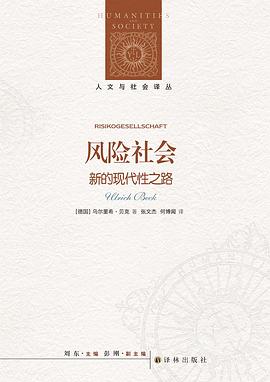 HUMANITIES
AND
SOCIETY
人文与社会译丛
RISIKOGESELLSCHAFT
风险社会
新的现代性之路
Ulrich Beck
[德国] 乌尔里希·贝克 著 张文杰 何博闻 译
刘东·主编 彭刚·副主编
译林出版社